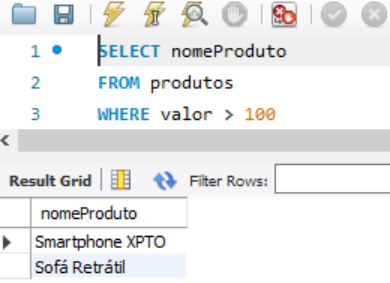 1 SELECT nomeProduto
2 FROM produtos
3 WHERE valor > 100
Result Grid Filter Rows:
nomeProduto
Smartphone XPTO
Sofá Retrátil